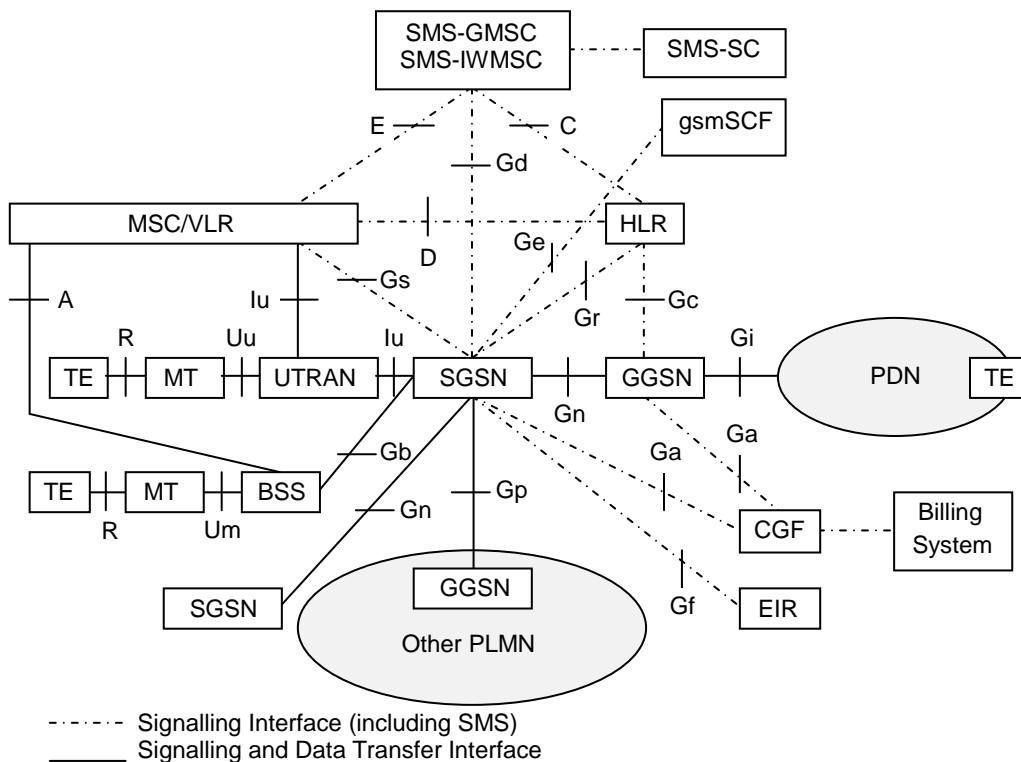 SMS-GMSC
SMS-IWMSC
SMS-SC
gsmSCF
E
C
Gd
MSC/VLR
HLR
D
Ge
Gs
Gr
Gc
A
Iu
R
Uu
Iu
Gi
TE
MT
UTRAN
SGSN
GGSN
PDN
TE
Gn
Ga
Ga
Gb
TE
MT
BSS
Gn
Gp
R
Um
CGF
Billing
System
SGSN
GGSN
Gf
EIR
Other PLMN
Signalling Interface (including SMS)
Signalling and Data Transfer Interface